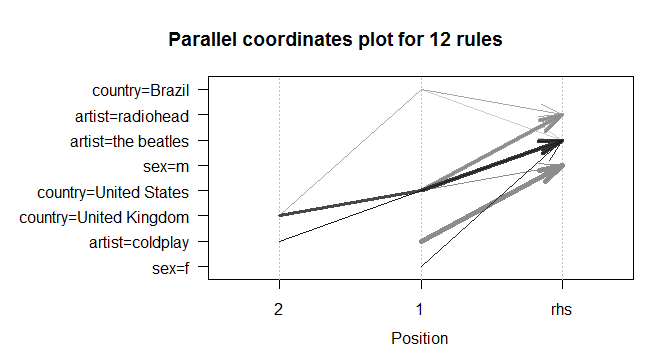 Parallel coordinates plot for 12 rules
country=Brazil
artist=radiohead
artist=the beatles
sex=m
country=United States
country=United Kingdom
artist=coldplay
sex=f
2 1 rhs
Position